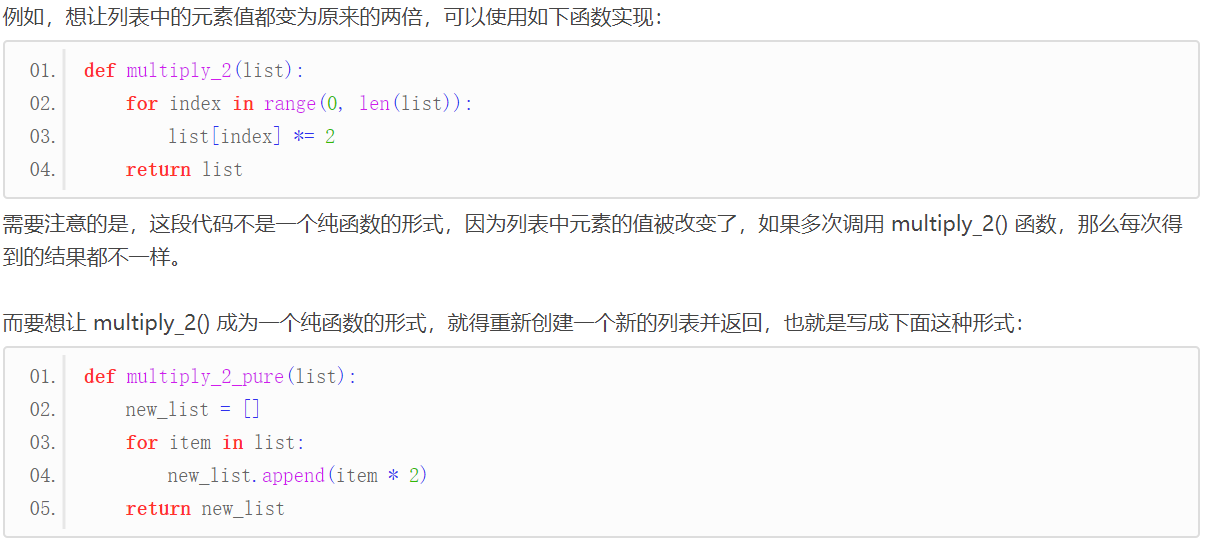 例如，想让列表中的元素值都变为原来的两倍，可以使用如下函数实现：
01. def multiply_2(list):
02.     for index in range(0, len(list)):
03.         list[index] *= 2
04.     return list
需要注意的是，这段代码不是一个纯函数的形式，因为列表中元素的值被改变了，如果多次调用 multiply_2() 函数，那么每次得
到的结果都不一样。
而要想让 multiply_2() 成为一个纯函数的形式，就得重新创建一个新的列表并返回，也就是写成下面这种形式：
01. def multiply_2_pure(list):
02.     new_list = []
03.     for item in list:
04.         new_list.append(item * 2)
05.     return new_list